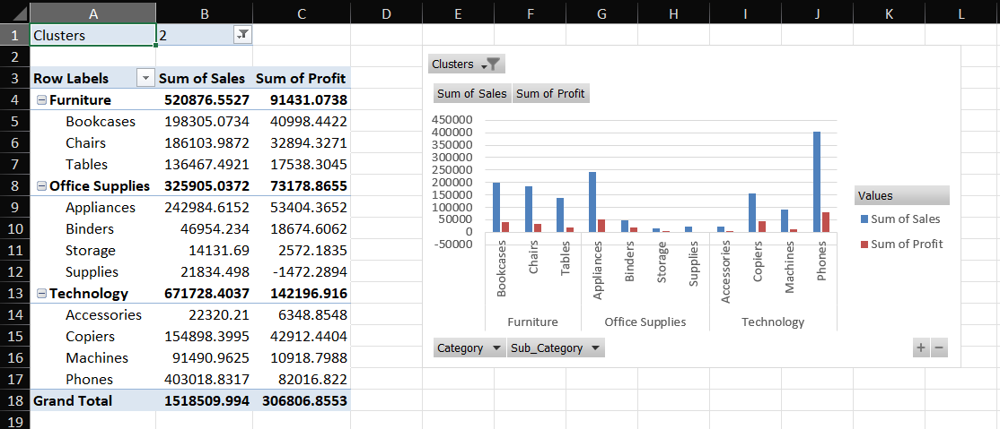 A B C D E F G H I J K L
1 Clusters 2
2
3 Row Labels Sum of Sales Sum of Profit
4 Furniture 520876.5527 91431.0738
5 Bookcases 198305.0734 40998.4422
6 Chairs 186103.9872 32894.3271
7 Tables 136467.4921 17538.3045
8 Office Supplies 325905.0372 73178.8655
9 Appliances 242984.6152 53404.3652
10 Binders 46954.234 18674.6062
11 Storage 14131.69 2572.1835
12 Supplies 21834.498 -1472.2894
13 Technology 671728.4037 142196.916
14 Accessories 22320.21 6348.8548
15 Copiers 154898.3995 42912.4404
16 Machines 91490.9625 10918.7988
17 Phones 403018.8317 82016.822
18 Grand Total 1518509.994 306806.8553
19
Clusters
Sum of Sales Sum of Profit
450000
400000
350000
300000
250000
200000
150000
100000
50000
0
-50000
Bookcases Chairs Tables Appliances Binders Storage Supplies Accessories Copiers Machines Phones
Furniture Office Supplies Technology
Values
Sum of Sales
Sum of Profit
Category Sub_Category + −